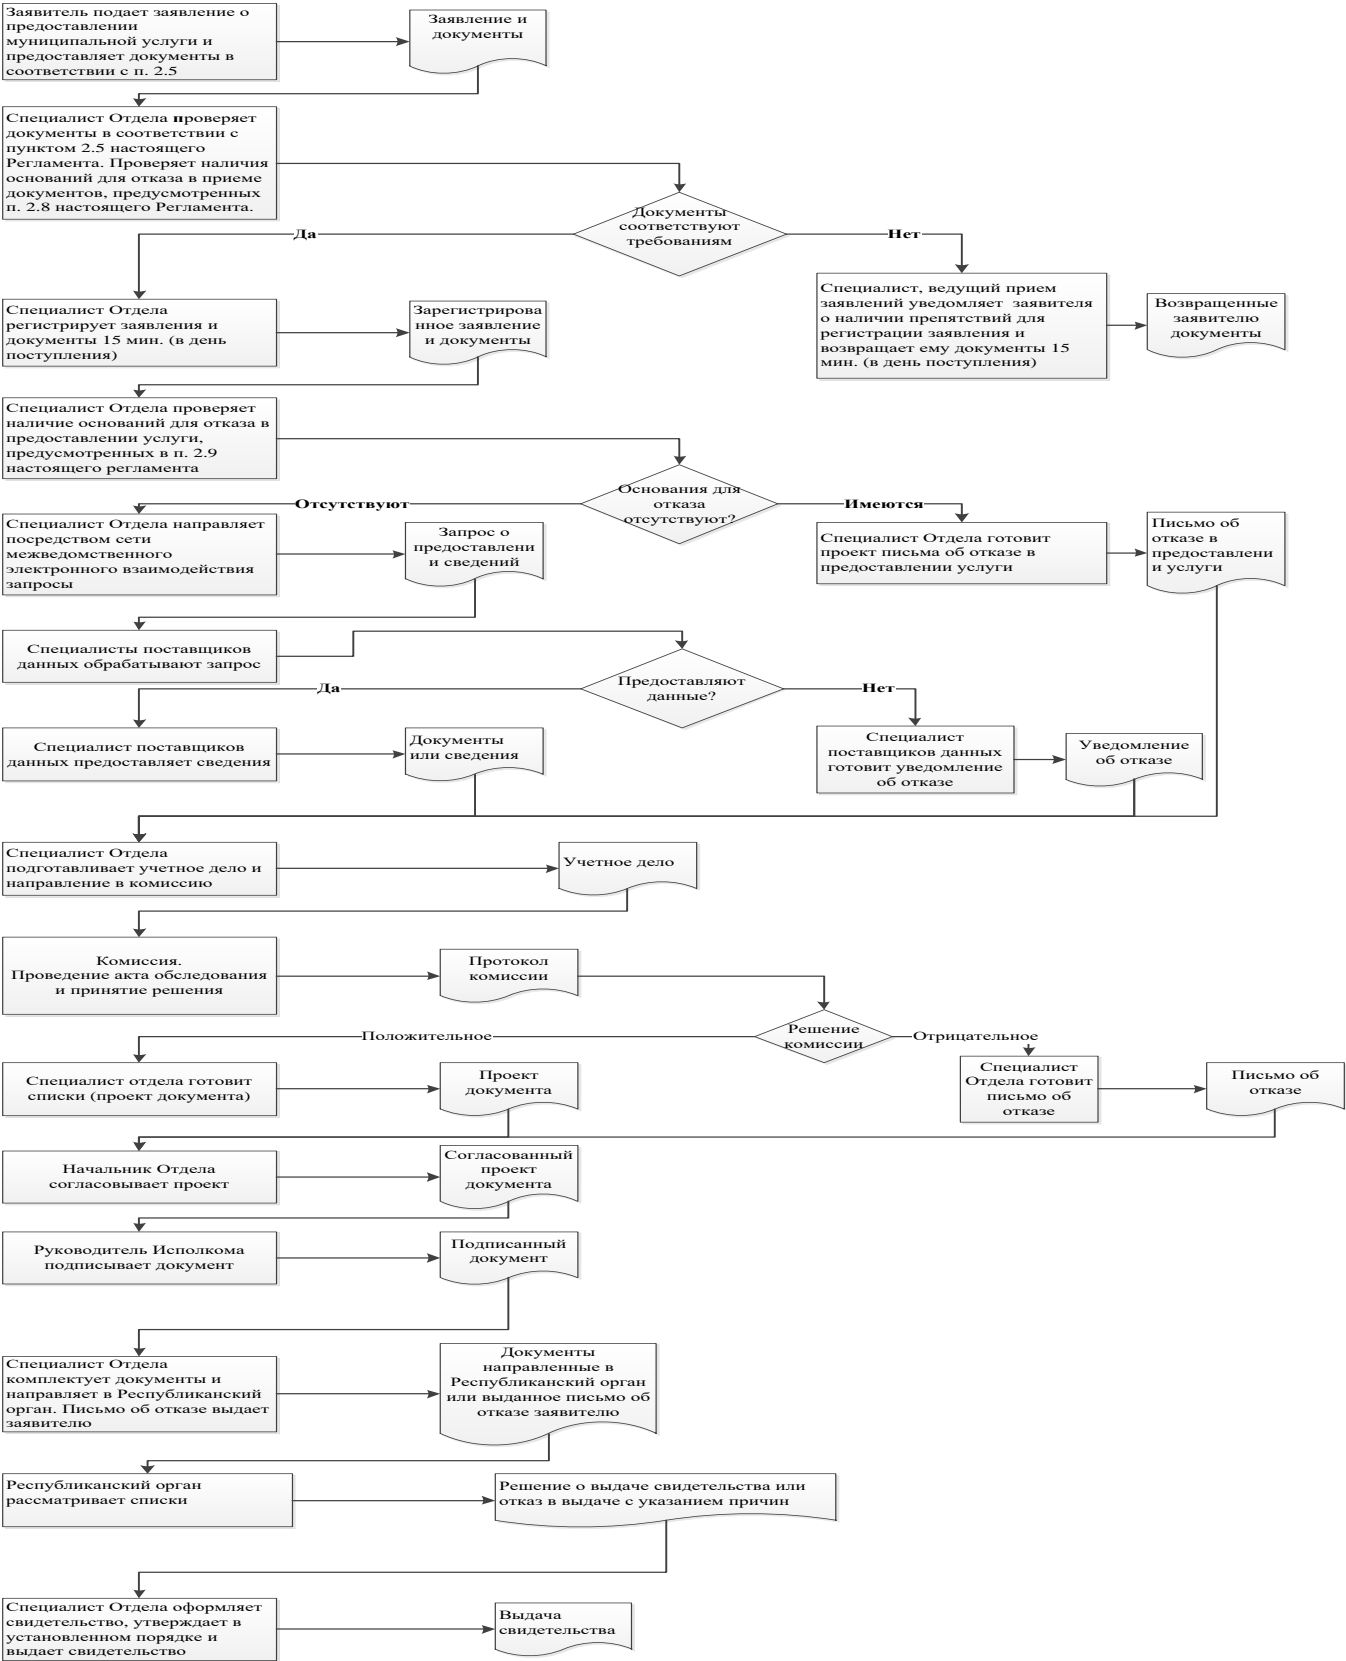 Заявитель подает заявление о
предоставлении
муниципальной услуги и
предоставляет документы в
соответствии с п. 2.5
Заявление и
документы
Специалист Отдела проверяет
документы в соответствии с
пунктом 2.5 настоящего
Регламента. Проверяет наличия
оснований для отказа в приеме
документов, предусмотренных
п. 2.8 настоящего Регламента.
Документы
соответствуют
требованиям
Да
Нет
Специалист Отдела
регистрирует заявления и
документы 15 мин. (в день
поступления)
Зарегистрирова
нное заявление
и документы
Специалист, ведущий прием
заявлений уведомляет заявителя
о наличии препятствий для
регистрации заявления и
возвращает ему документы 15
мин. (в день поступления)
Возвращенные
заявителю
документы
Специалист Отдела проверяет
наличие оснований для отказа в
предоставлении услуги,
предусмотренных в п. 2.9
настоящего регламента
Основания для
отказа
отсутствуют?
Отсутствуют
Имеются
Специалист Отдела направляет
посредством сети
межведомственного
электронного взаимодействия
запросы
Запрос о
предоставлени
и сведений
Специалист Отдела готовит
проект письма об отказе в
предоставлении услуги
Письмо об
отказе в
предоставлени
и услуги
Специалисты поставщиков
данных обрабатывают запрос
Предоставляют
данные?
Да
Нет
Специалист поставщиков
данных предоставляет сведения
Документы
или сведения
Специалист
поставщиков данных
готовит уведомление
об отказе
Уведомление
об отказе
Специалист Отдела
подготавливает учетное дело и
направление в комиссию
Учетное дело
Комиссия.
Проведение акта обследования
и принятие решения
Протокол
комиссии
Решение
комиссии
Положительное
Отрицательное
Специалист отдела готовит
списки (проект документа)
Проект
документа
Специалист
Отдела готовит
письмо об
отказе
Письмо об
отказе
Начальник Отдела
согласовывает проект
Согласованный
проект
документа
Руководитель Исполкома
подписывает документ
Подписанный
документ
Специалист Отдела
комплектует документы и
направляет в Республиканский
орган. Письмо об отказе выдает
заявителю
Документы
направленные в
Республиканский орган
или выданное письмо об
отказе заявителю
Республиканский орган
рассматривает списки
Решение о выдаче свидетельства или
отказ в выдаче с указанием причин
Специалист Отдела оформляет
свидетельство, утверждает в
установленном порядке и
выдает свидетельство
Выдача
свидетельства